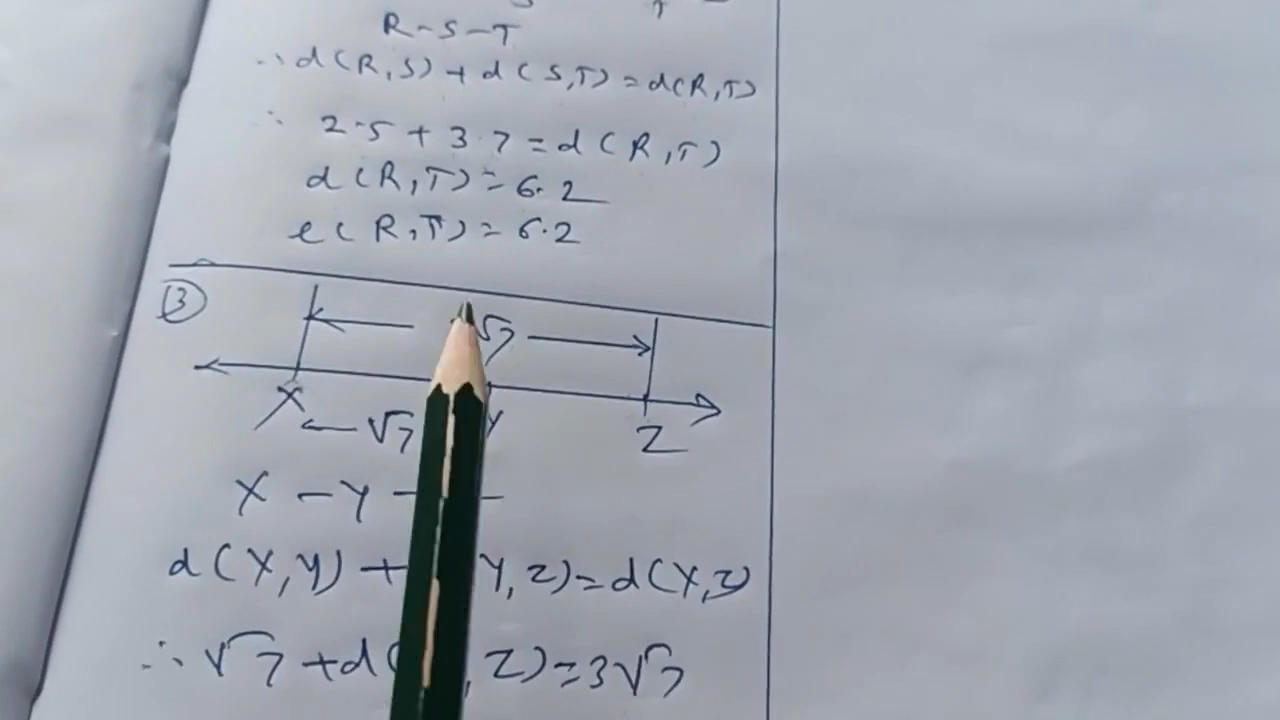 R-S-T
∴ d(R,S) + d(S,T) = d(R,T)
∴ 2.5 + 3.7 = d(R,T)
d(R,T) = 6.2
l(R,T) = 6.2
3
√7
X √7 Y Z
X - Y -
d(X,Y) + Y,Z) = d(X,Z)
∴ √7 + d( ,Z) = 3√7